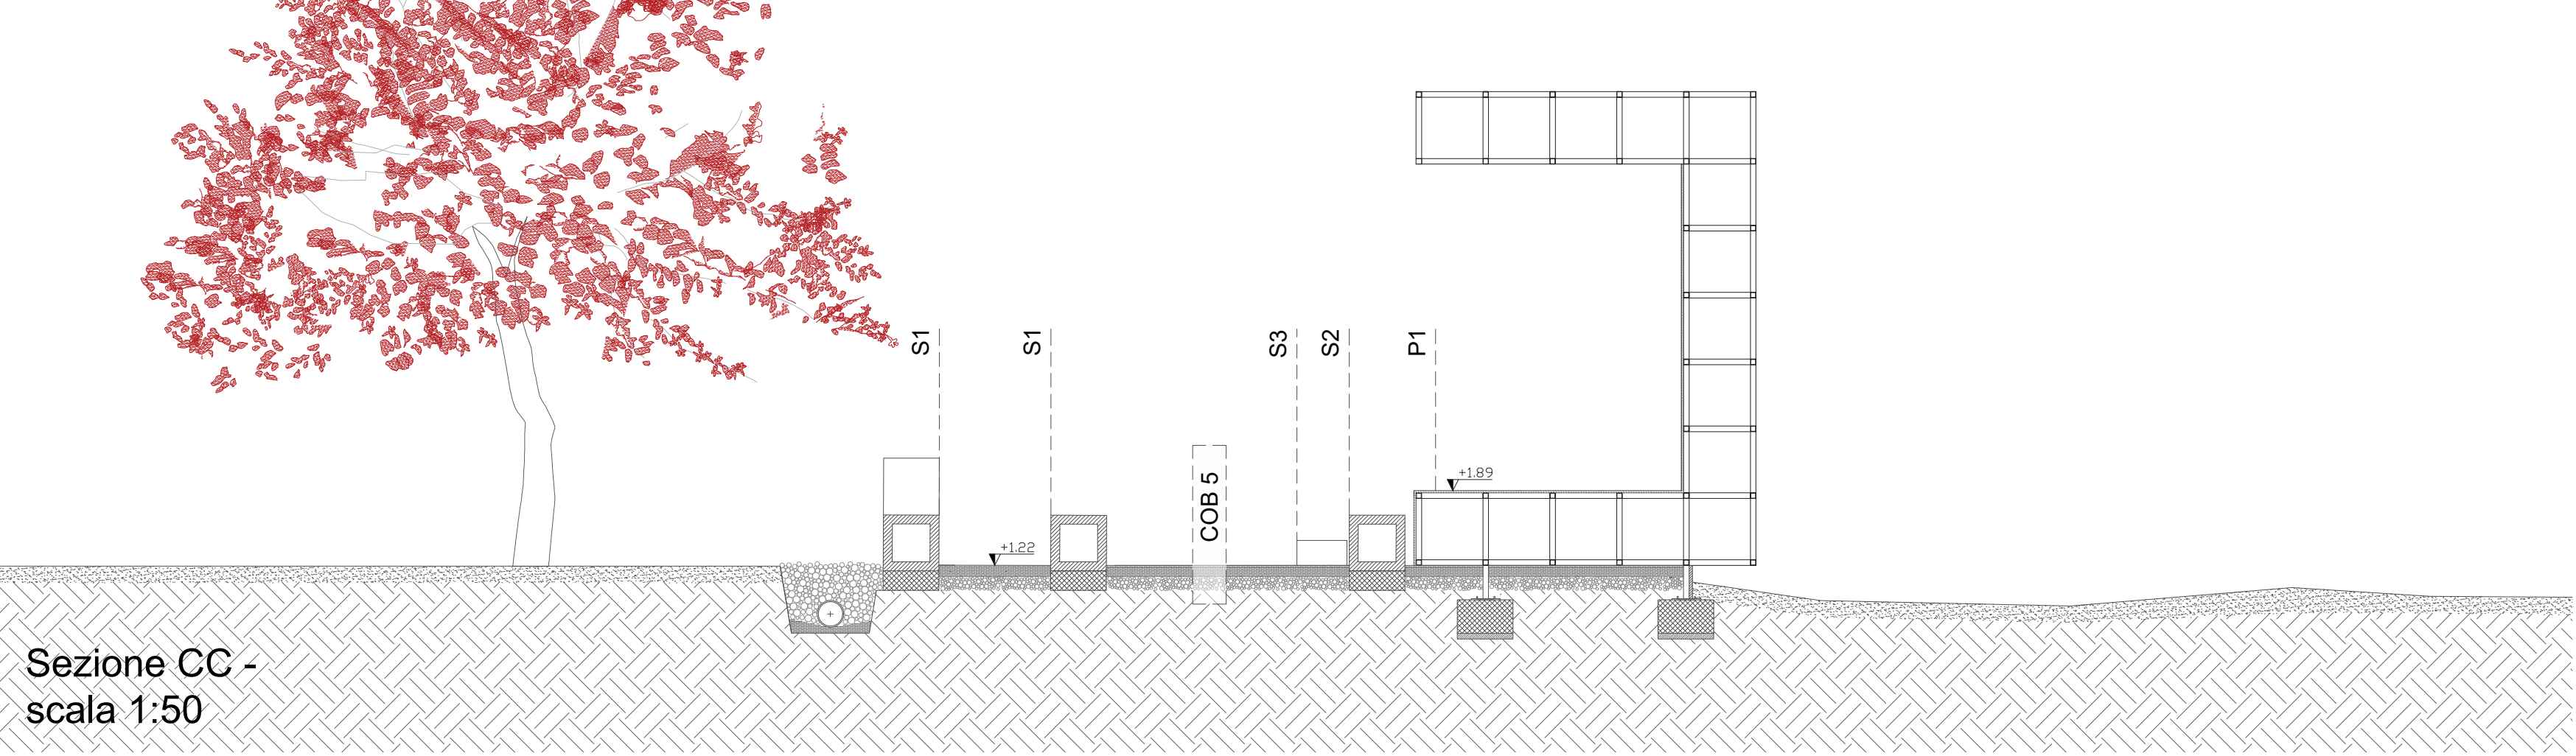 S1
S1
S3
S2
P1
COB 5
+1.89
+1.22
Sezione CC -
scala 1:50